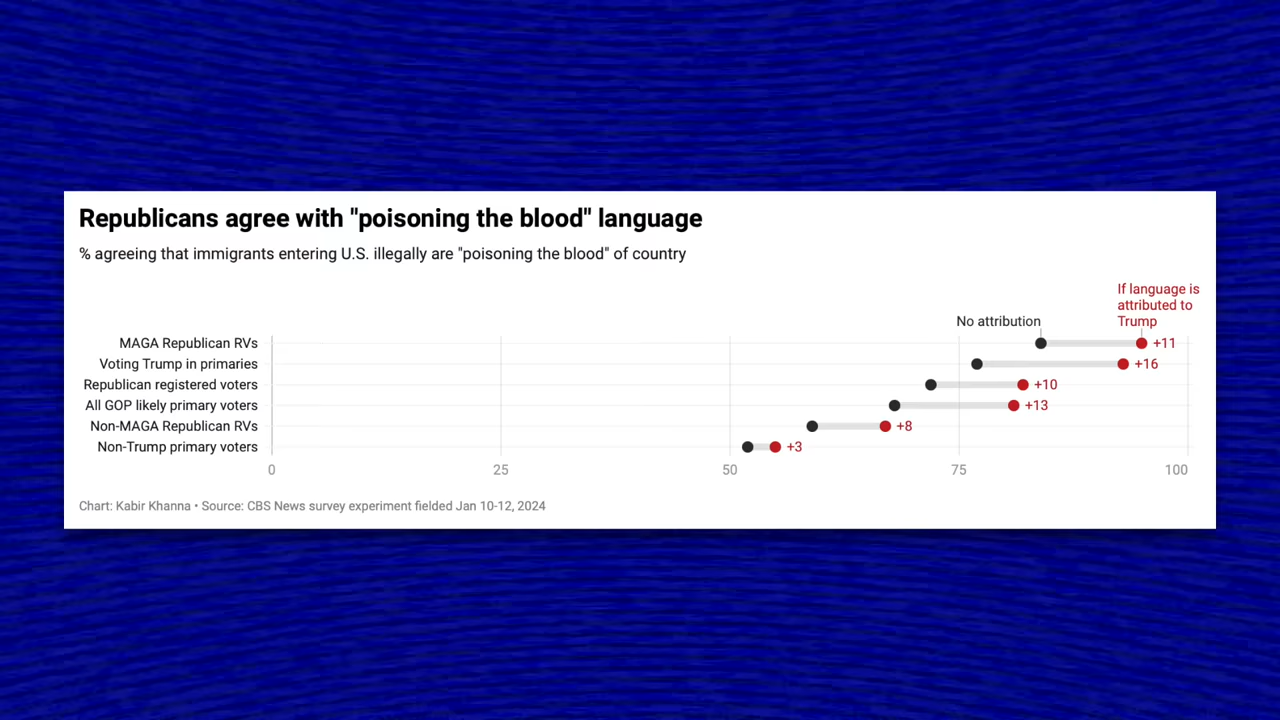 Republicans agree with "poisoning the blood" language
% agreeing that immigrants entering U.S. illegally are "poisoning the blood" of country
If language is
attributed to
No attribution Trump
MAGA Republican RVs +11
Voting Trump in primaries +16
Republican registered voters +10
All GOP likely primary voters +13
Non-MAGA Republican RVs +8
Non-Trump primary voters +3
0 25 50 75 100
Chart: Kabir Khanna • Source: CBS News survey experiment fielded Jan 10-12, 2024